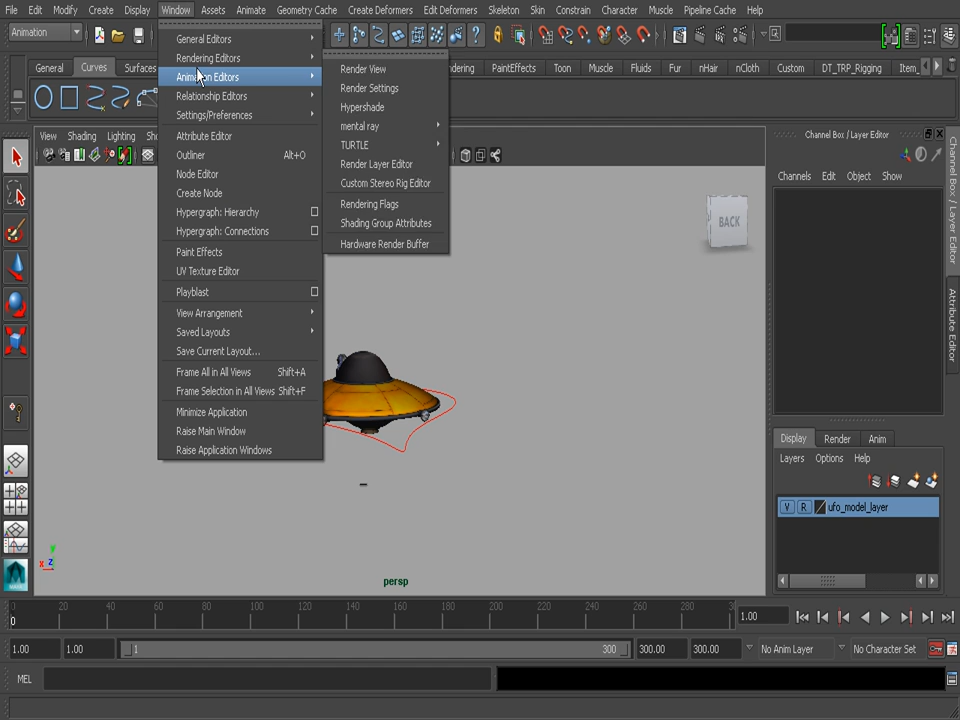 File Edit Modify Create Display Window Assets Animate Geometry Cache Create Deformers Edit Deformers Skeleton Skin Constrain Character Muscle Pipeline Cache Help
Animation
General Curves Surfaces PaintEffects Toon Muscle Fluids Fur nHair nCloth Custom DT_TRP_Rigging Item_
General Editors
Rendering Editors
Animation Editors
Relationship Editors
Settings/Preferences
Attribute Editor
Outliner Alt+O
Node Editor
Create Node
Hypergraph: Hierarchy
Hypergraph: Connections
Paint Effects
UV Texture Editor
Playblast
View Arrangement
Saved Layouts
Save Current Layout...
Frame All in All Views Shift+A
Frame Selection in All Views Shift+F
Minimize Application
Raise Main Window
Raise Application Windows
Render View
Render Settings
Hypershade
mental ray
TURTLE
Render Layer Editor
Custom Stereo Rig Editor
Rendering Flags
Shading Group Attributes
Hardware Render Buffer
View Shading Lighting
BACK
persp
Channel Box / Layer Editor
Channels Edit Object Show
Channel Box / Layer Editor
Attribute Editor
Display Render Anim
Layers Options Help
V R ufo_model_layer
0 20 40 60 80 100 120 140 160 180 200 220 240 260 280
0
1.00
1.00 1.00 1 300 300.00 300.00 No Anim Layer No Character Set
MEL